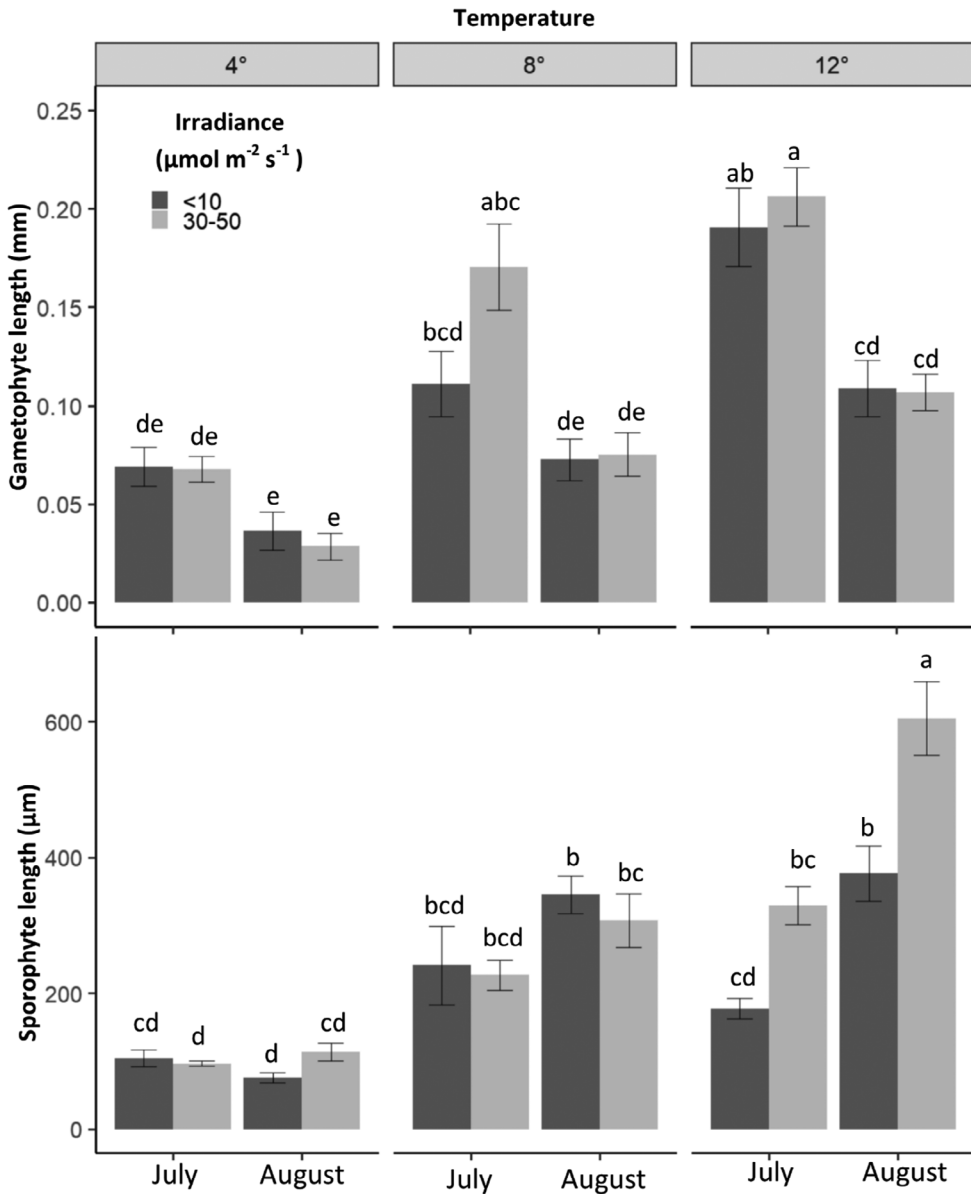 Temperature
4° 8° 12°
Gametophyte length (mm)
0.25
0.20
0.15
0.10
0.05
0.00
Irradiance
(µmol m-2 s-1 )
<10
30-50
de de e e
bcd abc de de
ab a cd cd
Sporophyte length (µm)
600
400
200
0
cd d d cd
bcd bcd b bc
cd bc b a
July August July August July August